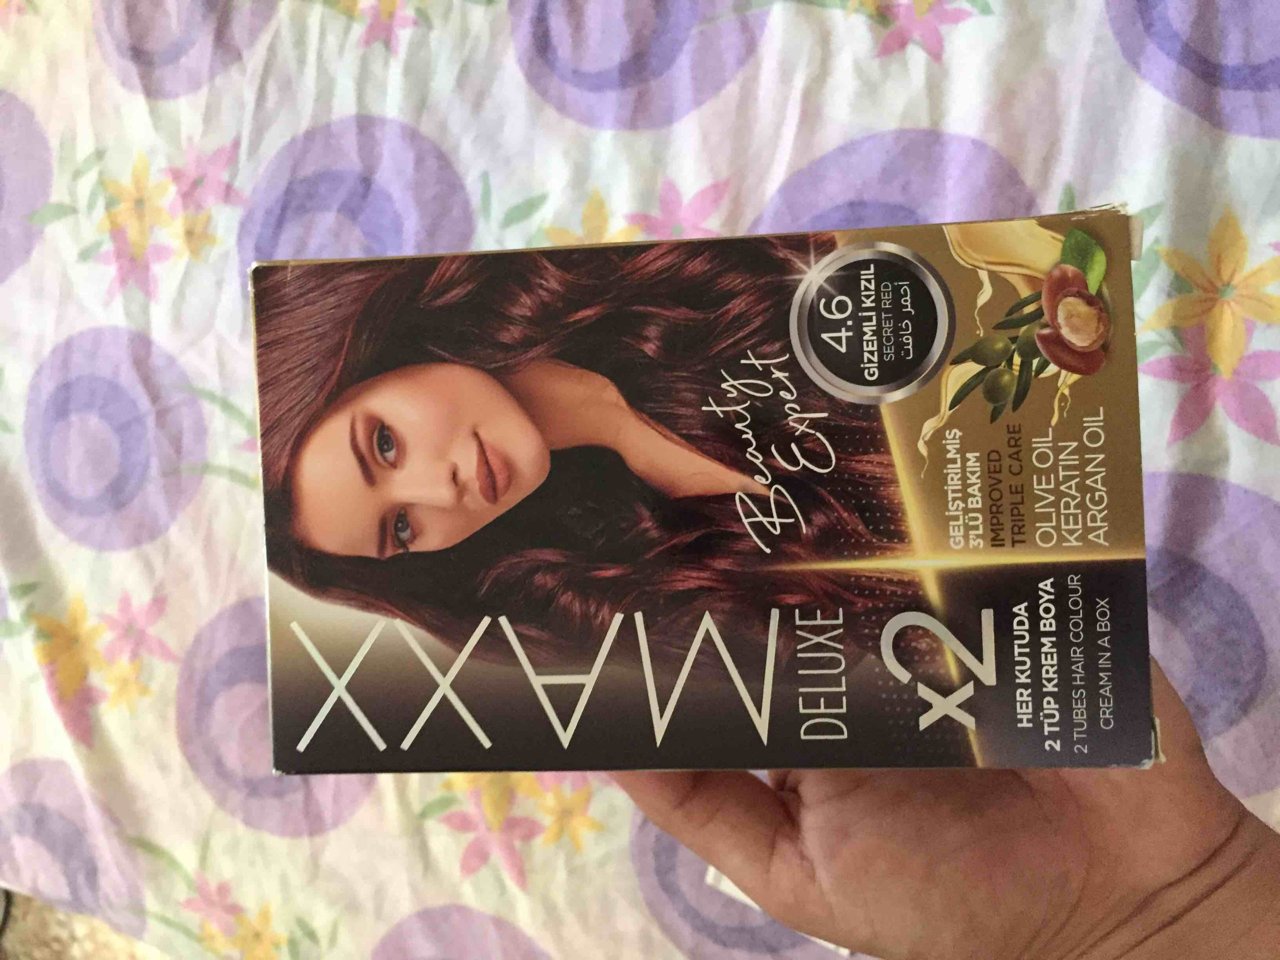 MAXX
DELUXE
Beauty
Expert
4.6
GİZEMLİ KIZIL
SECRET RED
أحمر خافت
x2
HER KUTUDA
2 TÜP KREM BOYA
2 TUBES HAIR COLOUR
CREAM IN A BOX
GELİŞTİRİLMİŞ
3'LÜ BAKIM
IMPROVED
TRIPLE CARE
OLIVE OIL
KERATIN
ARGAN OIL